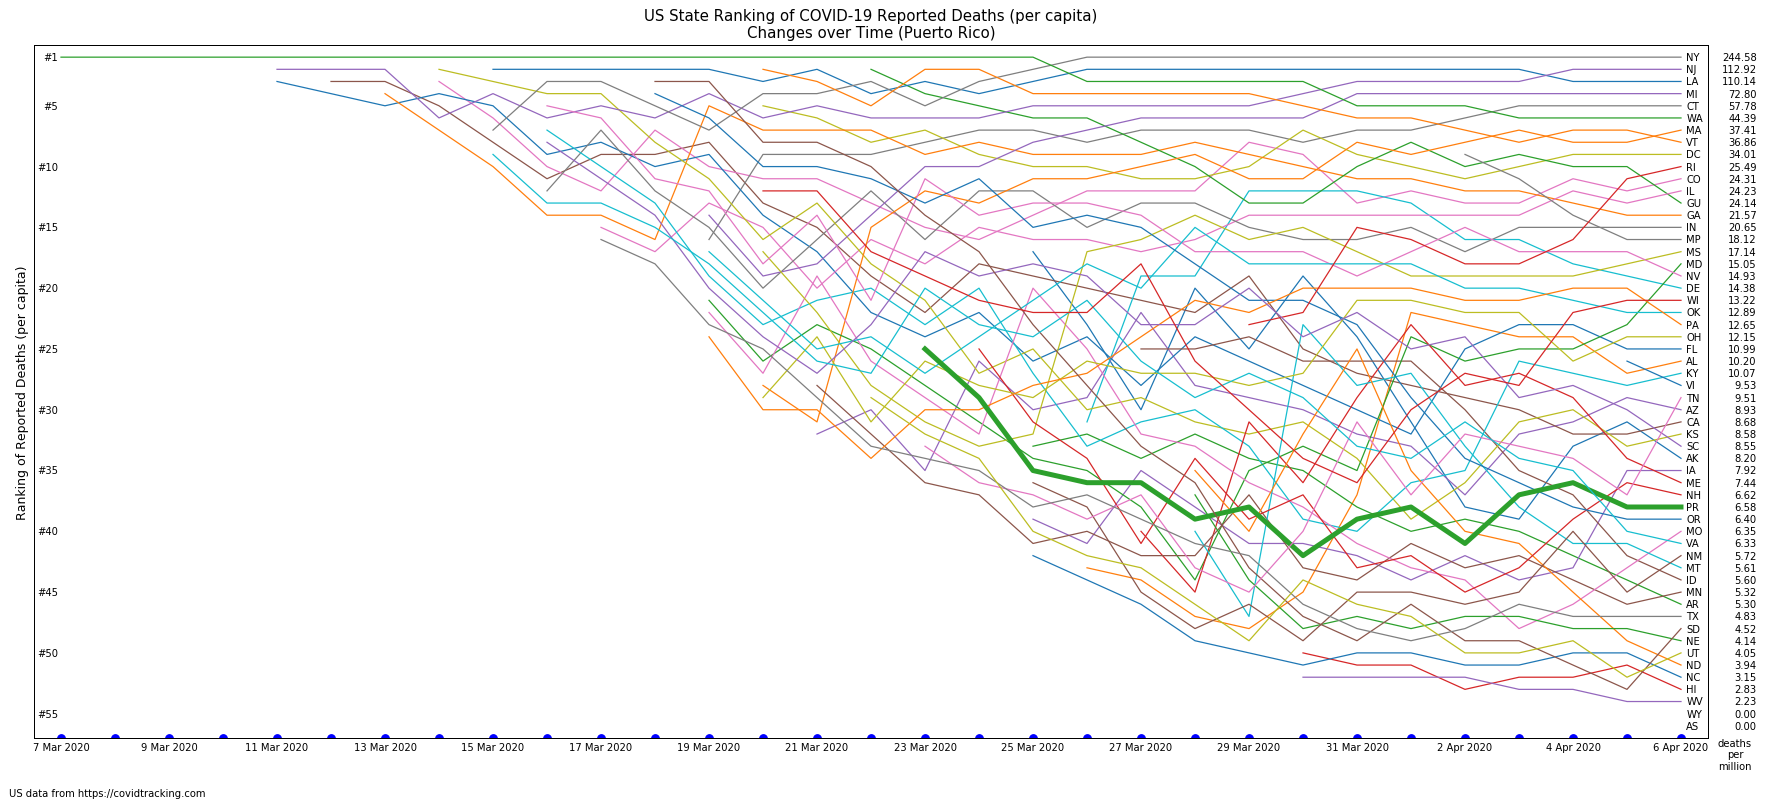 US State Ranking of COVID-19 Reported Deaths (per capita)
Changes over Time (Puerto Rico)
Ranking of Reported Deaths (per capita)
#1
#5
#10
#15
#20
#25
#30
#35
#40
#45
#50
#55
NY 244.58
NJ 112.92
LA 110.14
MI 72.80
CT 57.78
WA 44.39
MA 37.41
VT 36.86
DC 34.01
RI 25.49
CO 24.31
IL 24.23
GU 24.14
GA 21.57
IN 20.65
MP 18.12
MS 17.14
MD 15.05
NV 14.93
DE 14.38
WI 13.22
OK 12.89
PA 12.65
OH 12.15
FL 10.99
AL 10.20
KY 10.07
VI 9.53
TN 9.51
AZ 8.93
CA 8.68
KS 8.58
SC 8.55
AK 8.20
IA 7.92
ME 7.44
NH 6.62
PR 6.58
OR 6.40
MO 6.35
VA 6.33
NM 5.72
MT 5.61
ID 5.60
MN 5.32
AR 5.30
TX 4.83
SD 4.52
NE 4.14
UT 4.05
ND 3.94
NC 3.15
HI 2.83
WV 2.23
WY 0.00
AS 0.00
7 Mar 2020 9 Mar 2020 11 Mar 2020 13 Mar 2020 15 Mar 2020 17 Mar 2020 19 Mar 2020 21 Mar 2020 23 Mar 2020 25 Mar 2020 27 Mar 2020 29 Mar 2020 31 Mar 2020 2 Apr 2020 4 Apr 2020 6 Apr 2020
deaths
per
million
US data from https://covidtracking.com